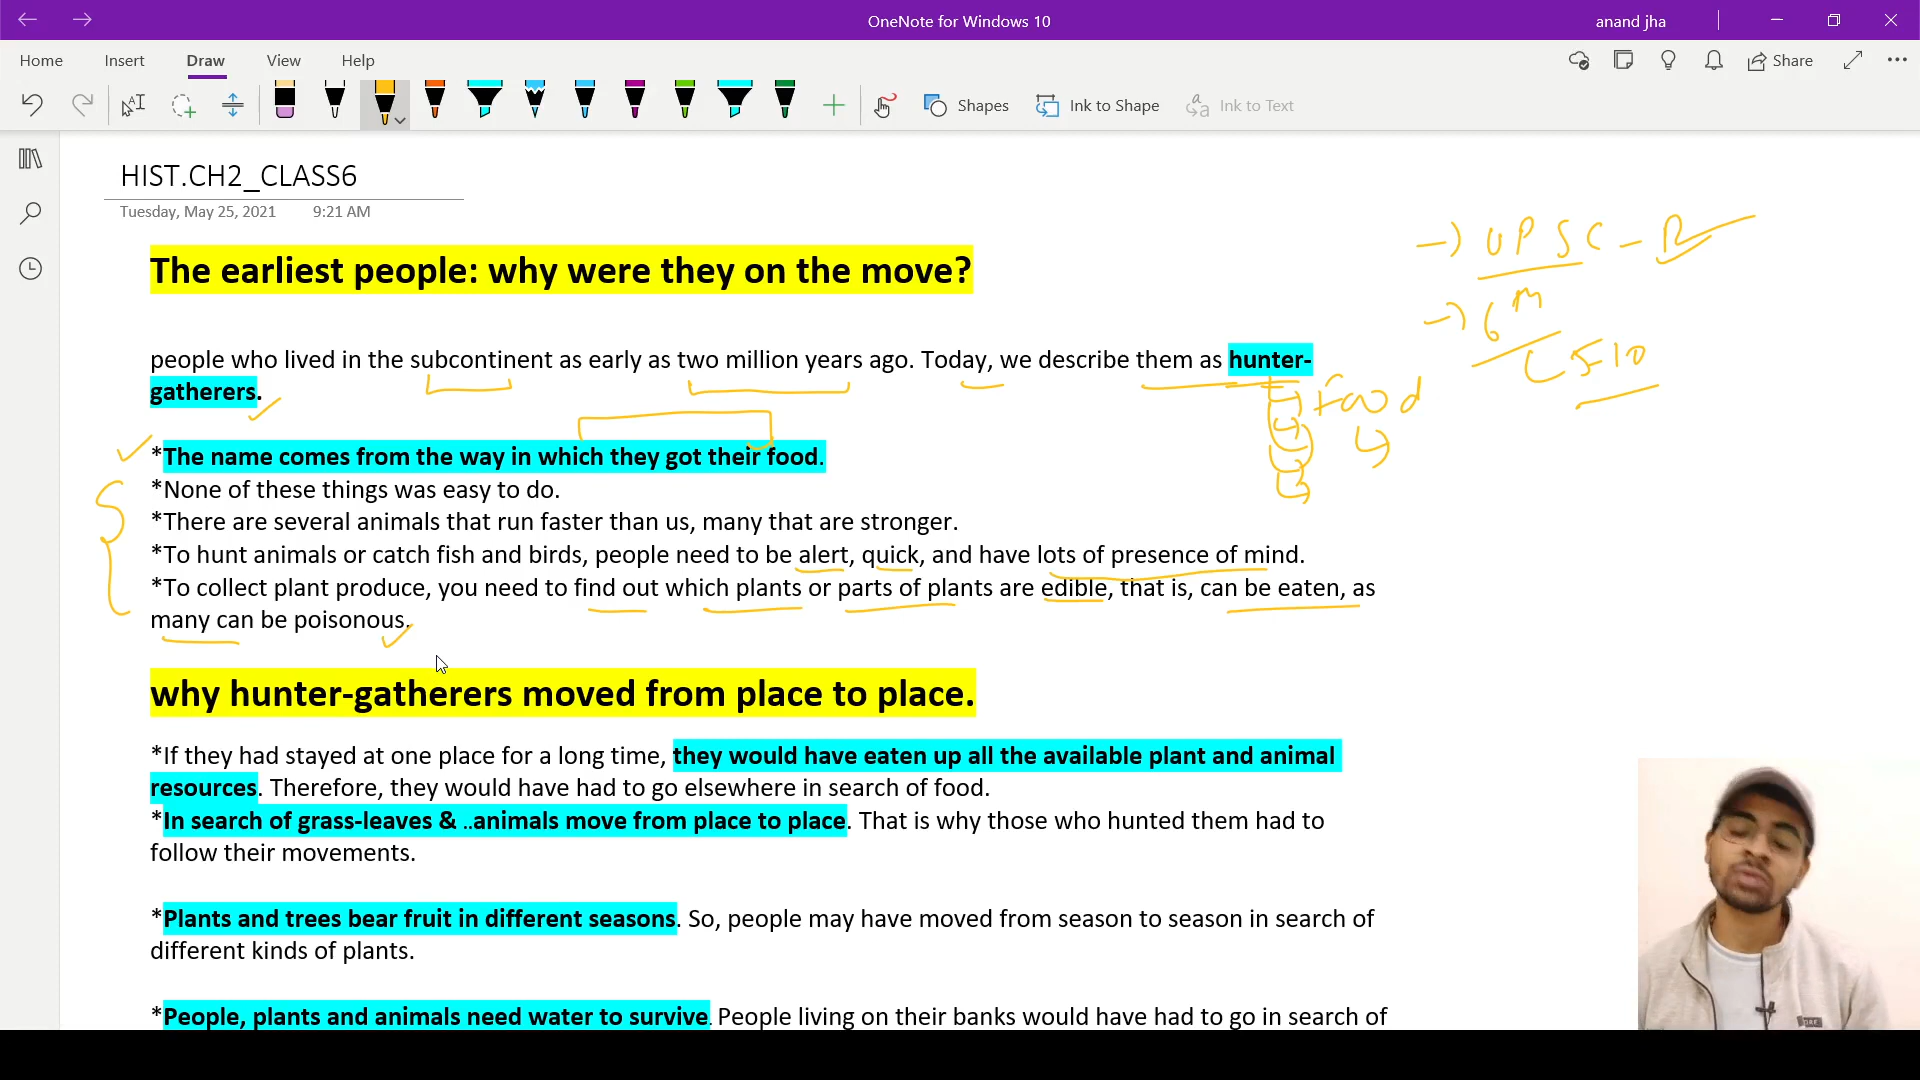 OneNote for Windows 10
anand jha
Home Insert Draw View Help
Share
Shapes
Ink to Shape
Ink to Text
HIST.CH2_CLASS6
Tuesday, May 25, 2021 9:21 AM
The earliest people: why were they on the move?
people who lived in the subcontinent as early as two million years ago. Today, we describe them as hunter-
gatherers.
*The name comes from the way in which they got their food.
*None of these things was easy to do.
*There are several animals that run faster than us, many that are stronger.
*To hunt animals or catch fish and birds, people need to be alert, quick, and have lots of presence of mind.
*To collect plant produce, you need to find out which plants or parts of plants are edible, that is, can be eaten, as
many can be poisonous.
why hunter-gatherers moved from place to place.
*If they had stayed at one place for a long time, they would have eaten up all the available plant and animal
resources. Therefore, they would have had to go elsewhere in search of food.
*In search of grass-leaves & ..animals move from place to place. That is why those who hunted them had to
follow their movements.
*Plants and trees bear fruit in different seasons. So, people may have moved from season to season in search of
different kinds of plants.
*People, plants and animals need water to survive. People living on their banks would have had to go in search of
UPSC -
6 M
5-10
Food